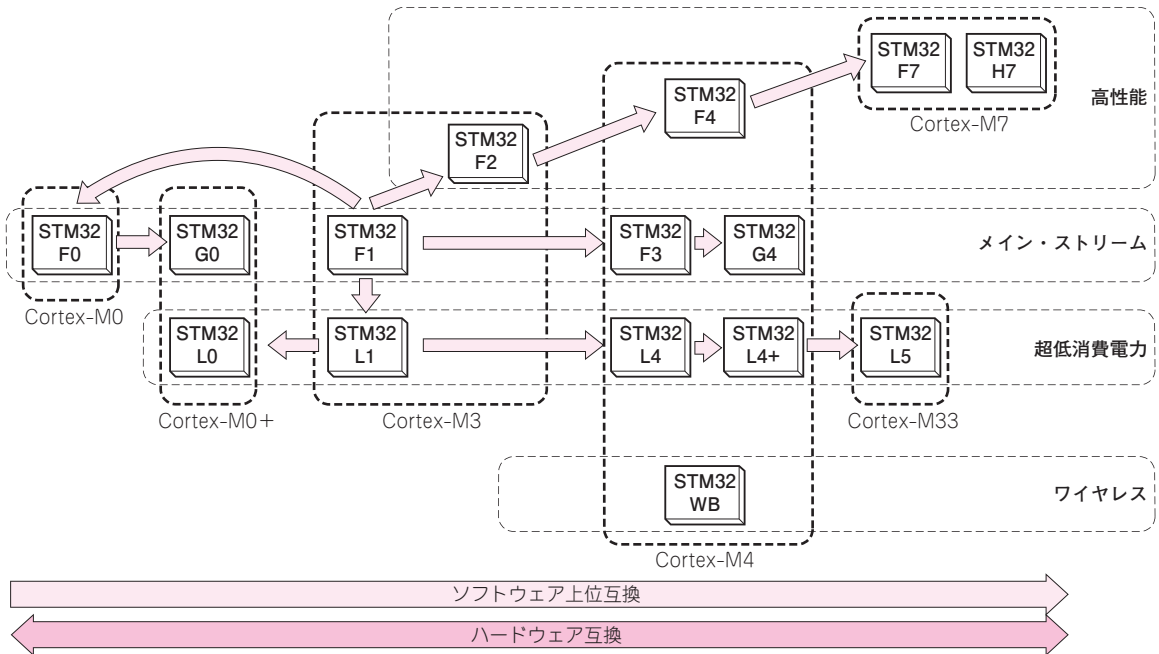 STM32
F7
STM32
H7
高性能
Cortex-M7
STM32
F4
STM32
F2
STM32
F0
STM32
G0
STM32
F1
STM32
F3
STM32
G4
メイン・ストリーム
Cortex-M0
STM32
L0
STM32
L1
STM32
L4
STM32
L4+
STM32
L5
超低消費電力
Cortex-M0+
Cortex-M3
Cortex-M33
STM32
WB
ワイヤレス
Cortex-M4
ソフトウェア上位互換
ハードウェア互換